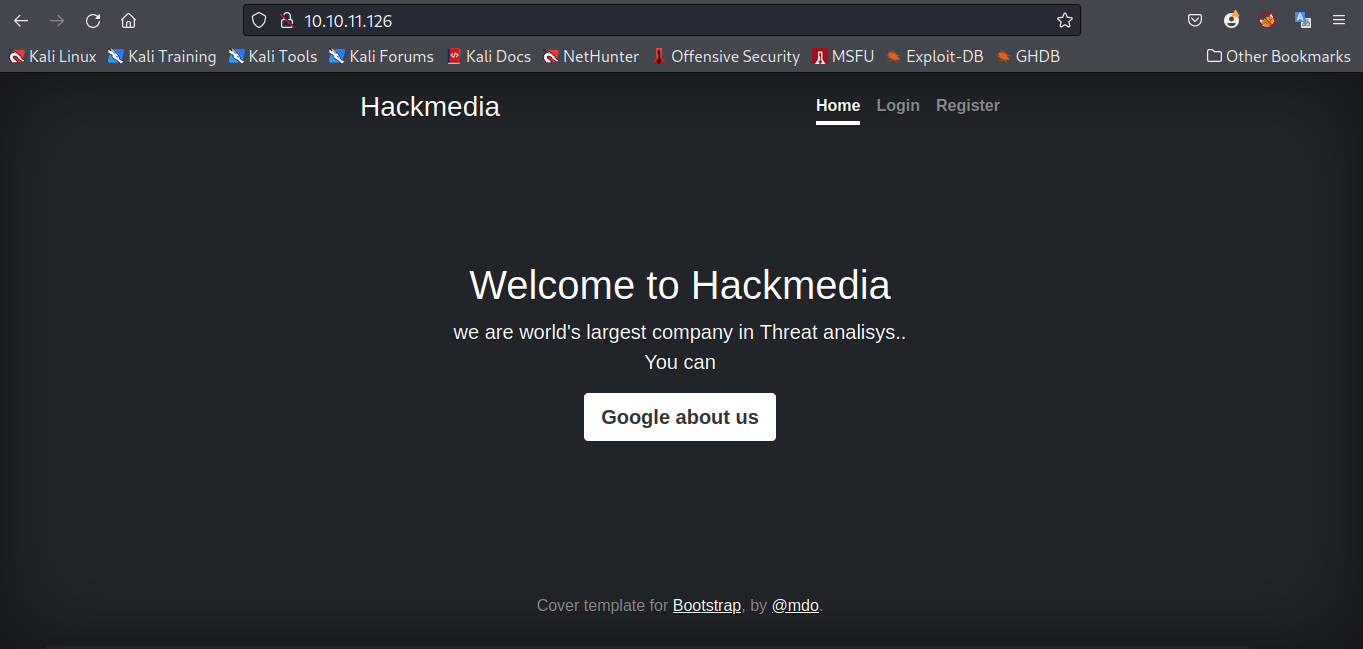 10.10.11.126
Kali Linux Kali Training Kali Tools Kali Forums Kali Docs NetHunter Offensive Security MSFU Exploit-DB GHDB Other Bookmarks
Hackmedia Home Login Register
Welcome to Hackmedia
we are world's largest company in Threat analisys..
You can
Google about us
Cover template for Bootstrap, by @mdo.